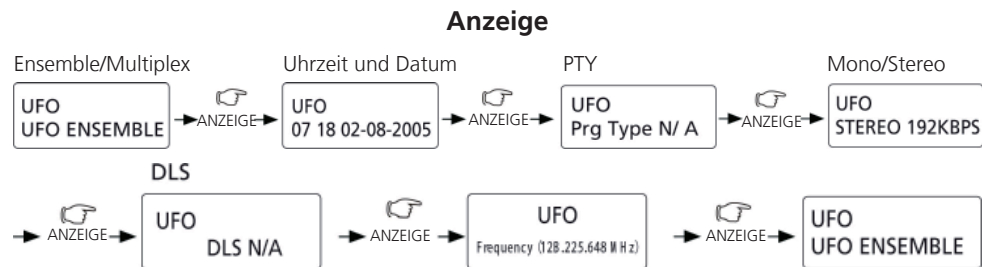 Anzeige
Ensemble/Multiplex Uhrzeit und Datum PTY Mono/Stereo
UFO
UFO ENSEMBLE
ANZEIGE
UFO
07 18 02-08-2005
ANZEIGE
UFO
Prg Type N/ A
ANZEIGE
UFO
STEREO 192KBPS
DLS
ANZEIGE
UFO
DLS N/A
ANZEIGE
UFO
Frequency (128.225.648 M H z)
ANZEIGE
UFO
UFO ENSEMBLE